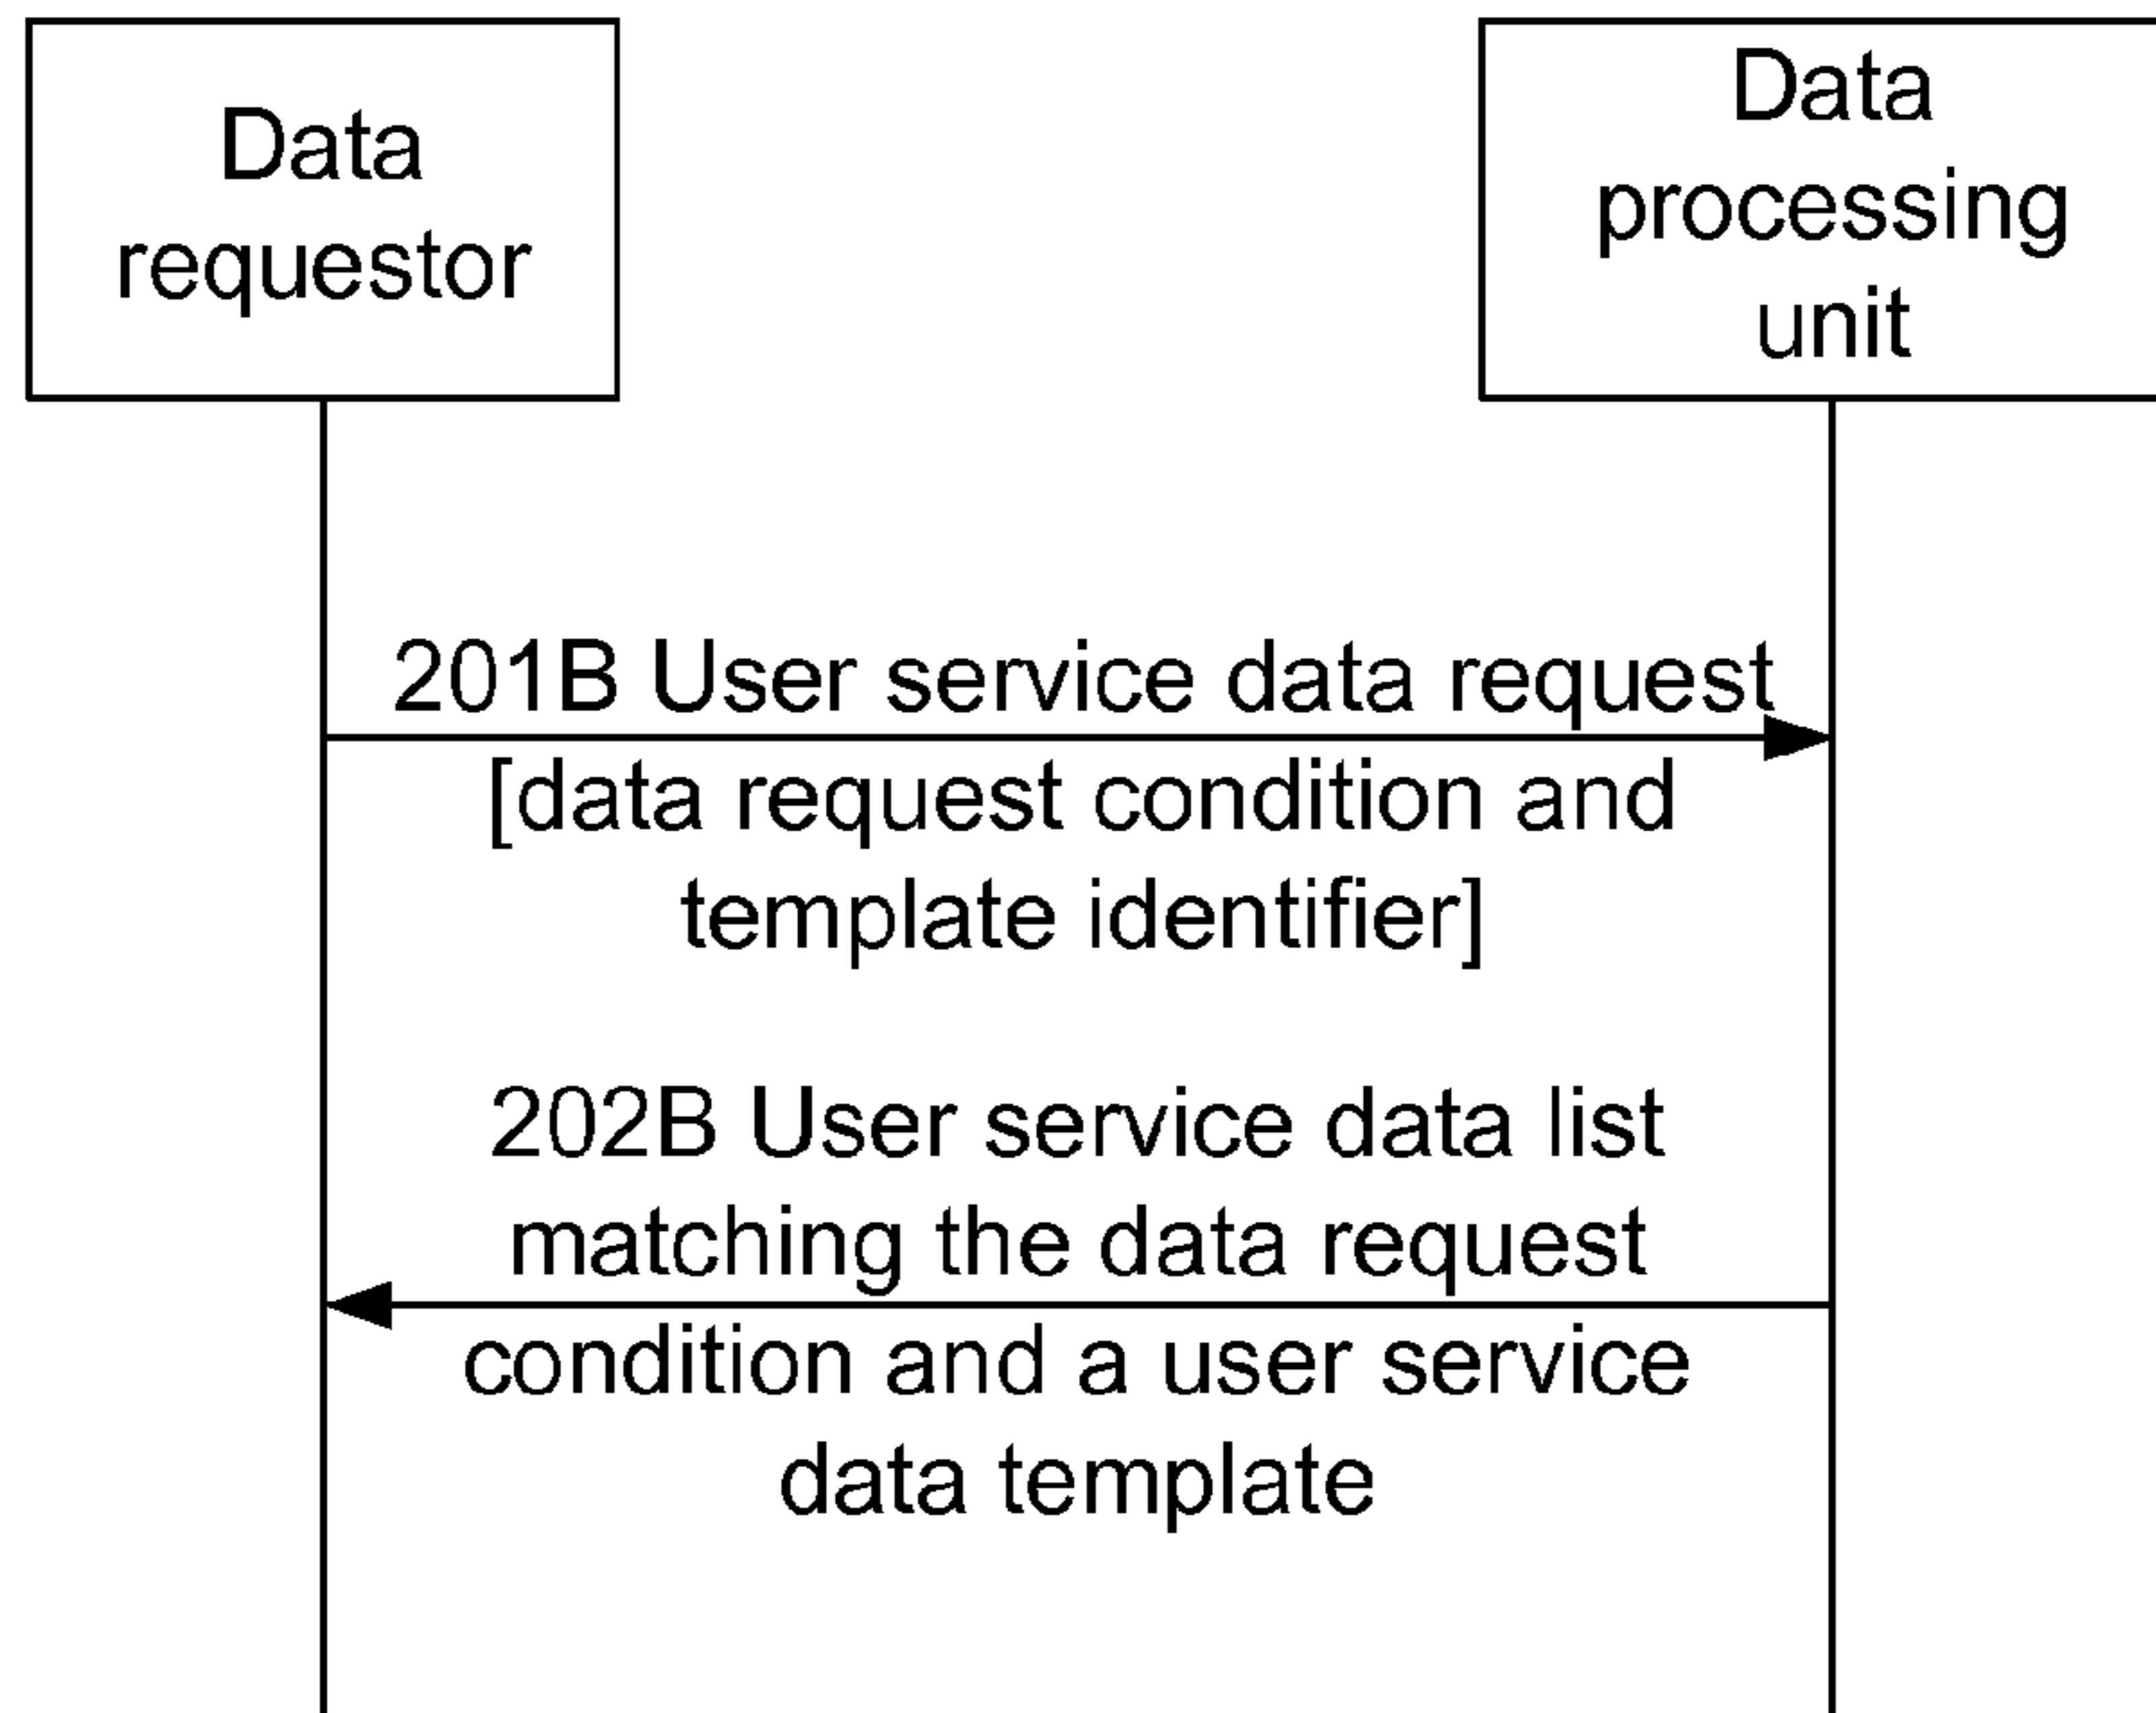 Data
requestor
Data
processing
unit
201B User service data request
[data request condition and
template identifier]
202B User service data list
matching the data request
condition and a user service
data template